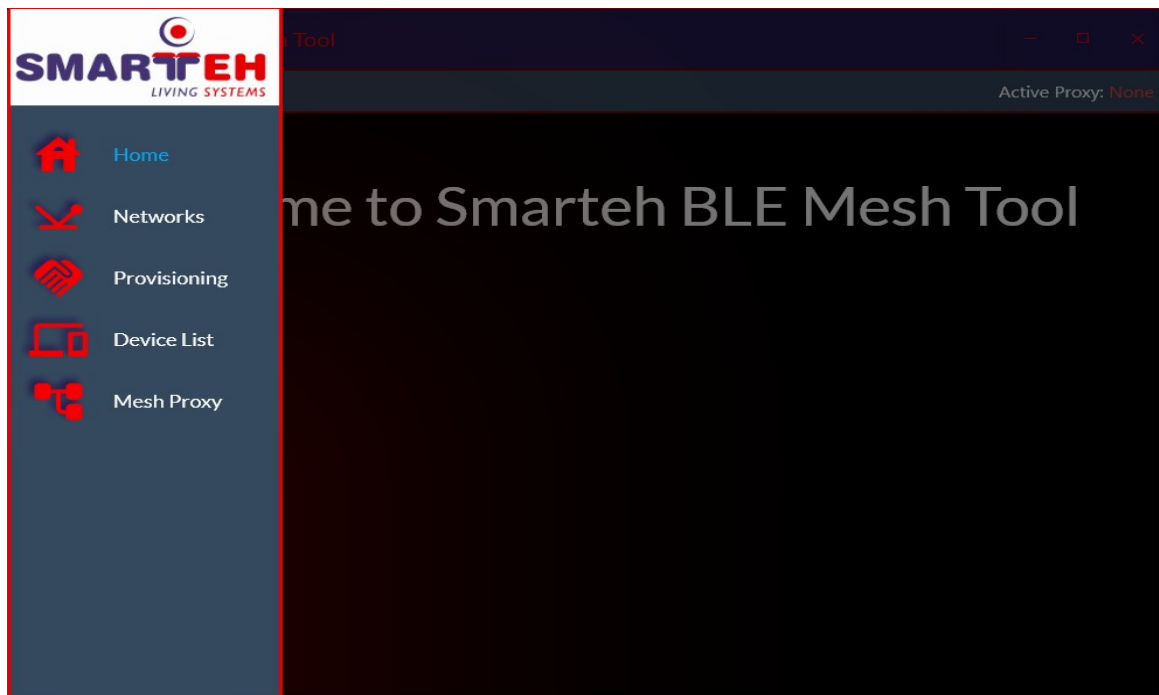 SMARTEH
LIVING SYSTEMS
Tool
Active Proxy: None
Home
Networks
Provisioning
Device List
Mesh Proxy
me to Smarteh BLE Mesh Tool